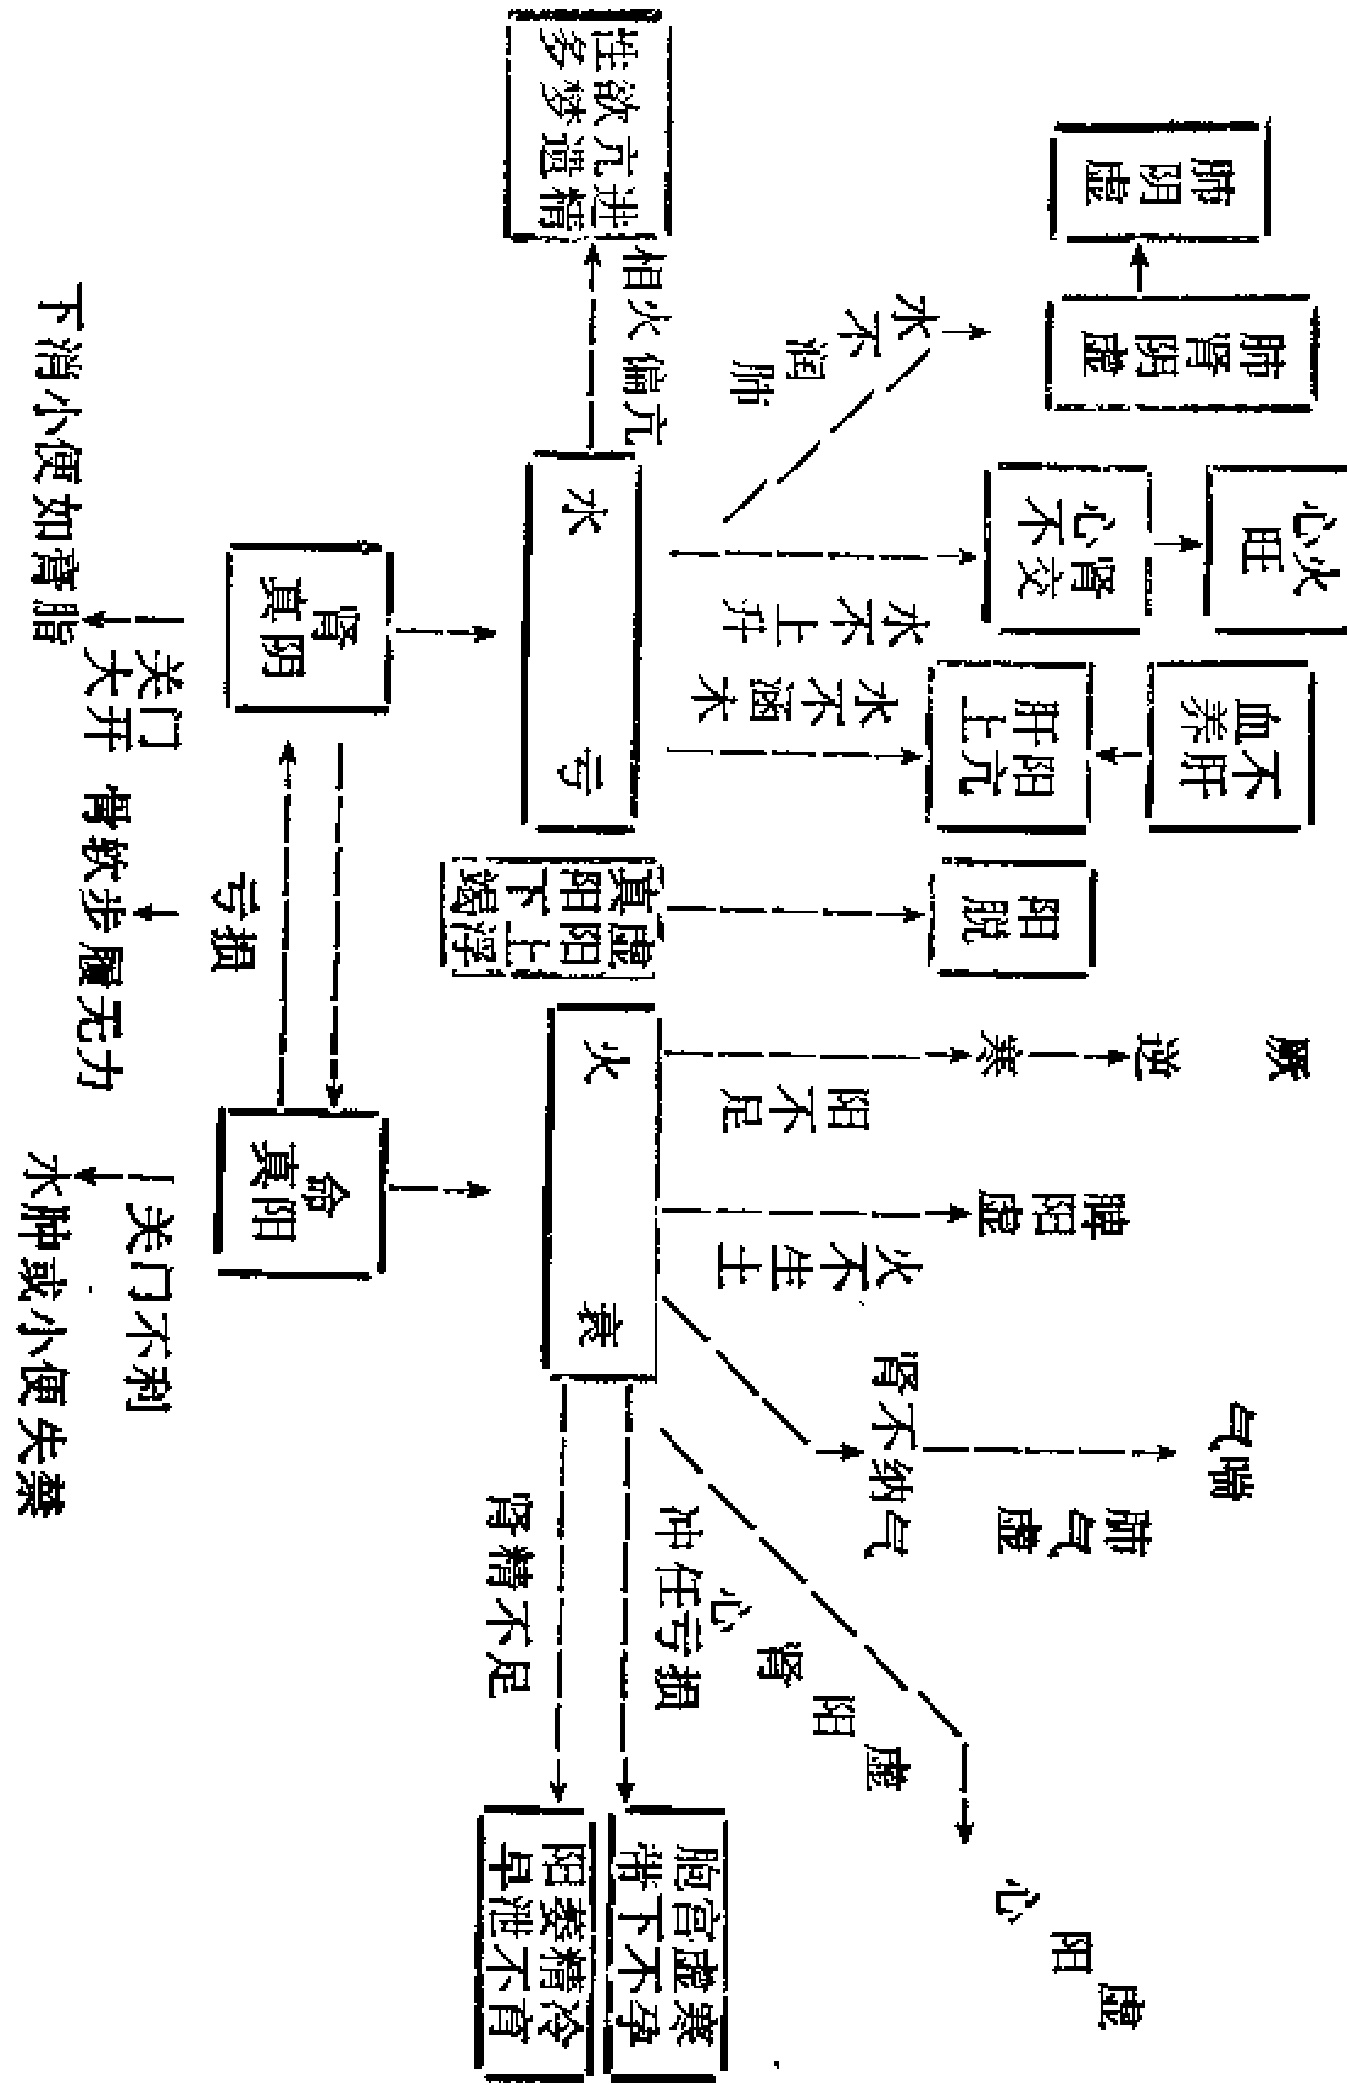 肺阴虚
肺肾阴虚
心火
旺
心肾
不交
血不
养肝
肝阳
上亢
阳脱
厥
逆
寒
脾阳虚
气喘
肺气虚
肾不纳气
心阳虚
水不润肺
水不上升
水不涵木
阳不足
火不生土
心肾阳虚
性欲亢进
多梦遗精
相火偏亢
水亏
真阳下竭
虚阳上浮
火衰
冲任亏损
肾精不足
胞宫虚寒
带下不孕
阳萎精冷
早泄不育
肾
真阴
亏损
命
真阳
关门
大开
下消小便如膏脂
骨软步履无力
关门不利
水肿或小便失禁